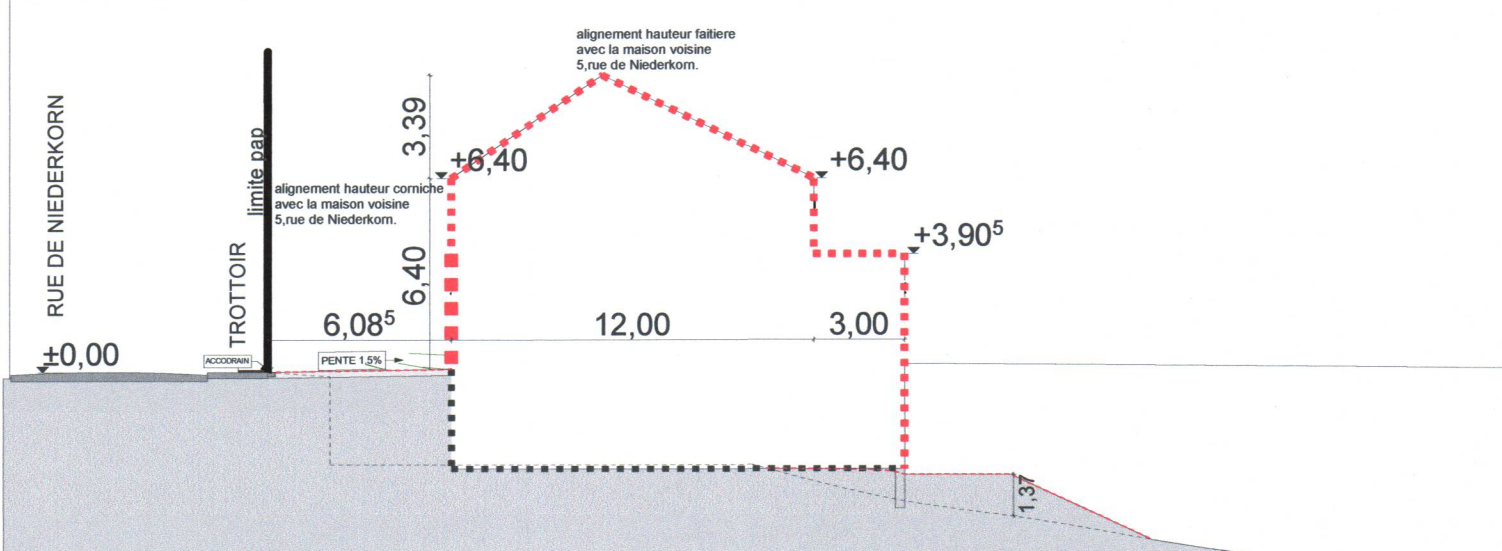 alignement hauteur faitiere
avec la maison voisine
5,rue de Niederkorn.
RUE DE NIEDERKORN
limite pap
3,39
+6,40
+6,40
alignement hauteur corniche
avec la maison voisine
5,rue de Niederkorn.
TROTTOIR
6,40
+3,90⁵
6,08⁵
12,00
3,00
±0,00
ACCODRAIN
PENTE 1.5%
1,37